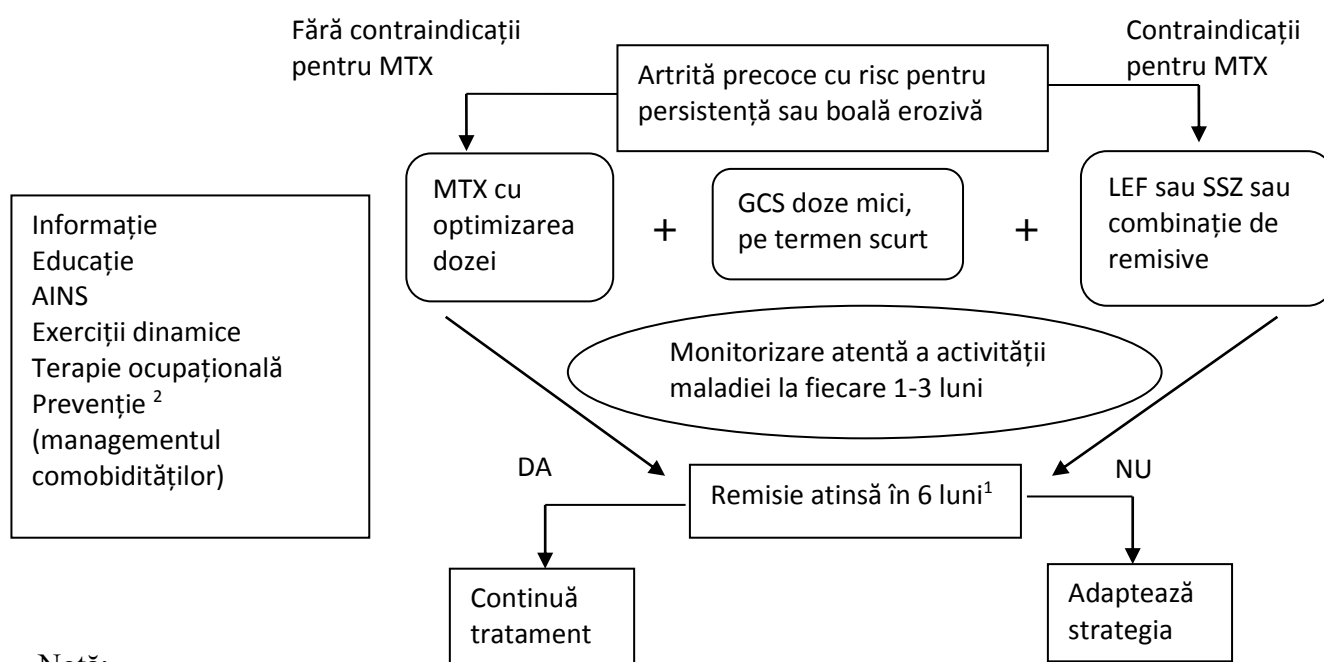 Fără contraindicații
pentru MTX
Contraindicații
pentru MTX
Artrită precoce cu risc pentru
persistență sau boală erozivă
MTX cu
optimizarea
dozei
+
GCS doze mici,
pe termen scurt
+
LEF sau SSZ sau
combinație de
remisive
Informație
Educație
AINS
Exerciții dinamice
Terapie ocupațională
Prevenție ²
(managementul
comobidităților)
Monitorizare atentă a activității
maladiei la fiecare 1-3 luni
DA
NU
Remisie atinsă în 6 luni¹
Continuă
tratament
Adaptează
strategia
Notă: